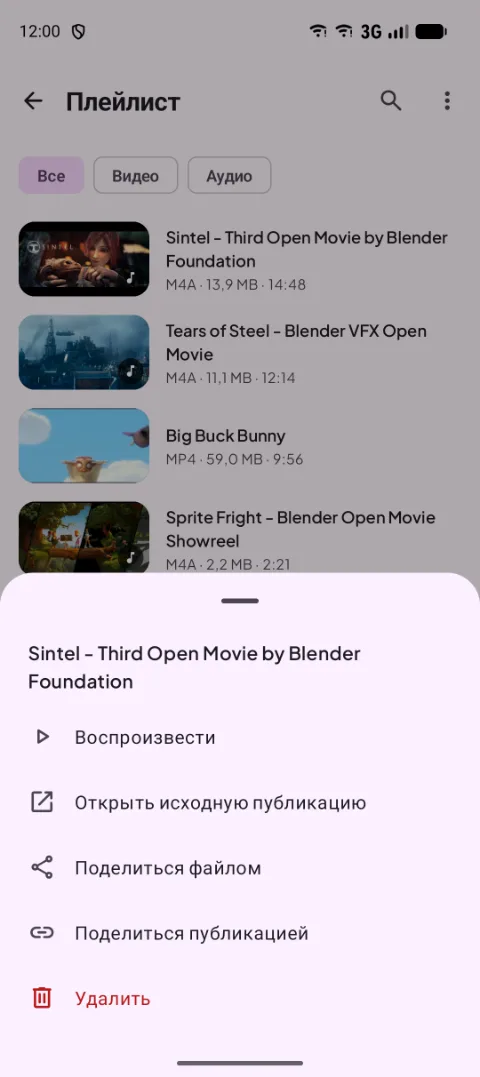 12:00
3G
Плейлист
Все
Видео
Аудио
SINTEL
Sintel - Third Open Movie by Blender
Foundation
M4A · 13,9 MB · 14:48
Tears of Steel - Blender VFX Open
Movie
M4A · 11,1 MB · 12:14
Big Buck Bunny
MP4 · 59,0 MB · 9:56
Sprite Fright - Blender Open Movie
Showreel
M4A · 2,2 MB · 2:21
Sintel - Third Open Movie by Blender
Foundation
Воспроизвести
Открыть исходную публикацию
Поделиться файлом
Поделиться публикацией
Удалить